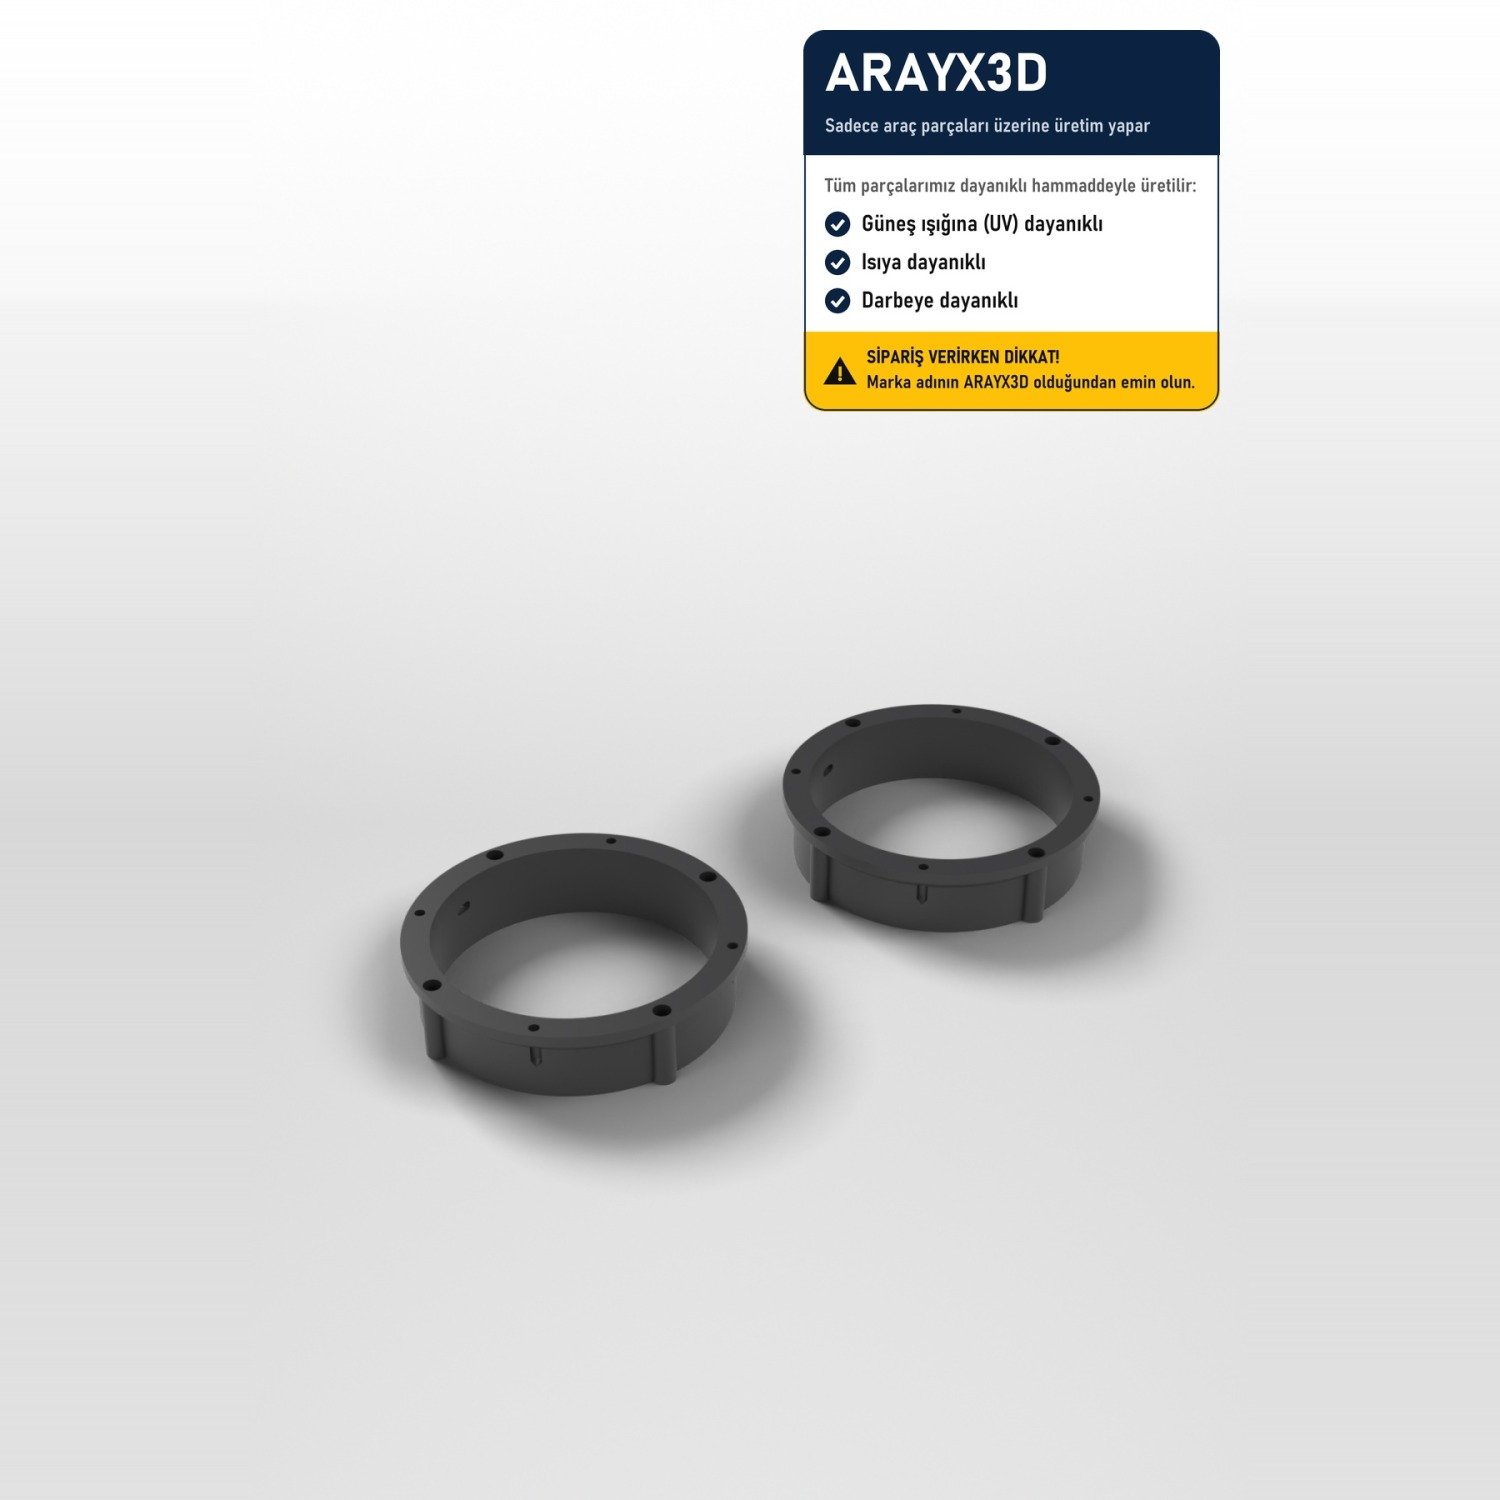 ARAYX3D
Sadece araç parçaları üzerine üretim yapar
Tüm parçalarımız dayanıklı hammaddeyle üretilir:
Güneş ışığına (UV) dayanıklı
Isıya dayanıklı
Darbeye dayanıklı
SİPARİŞ VERİRKEN DİKKAT!
Marka adının ARAYX3D olduğundan emin olun.